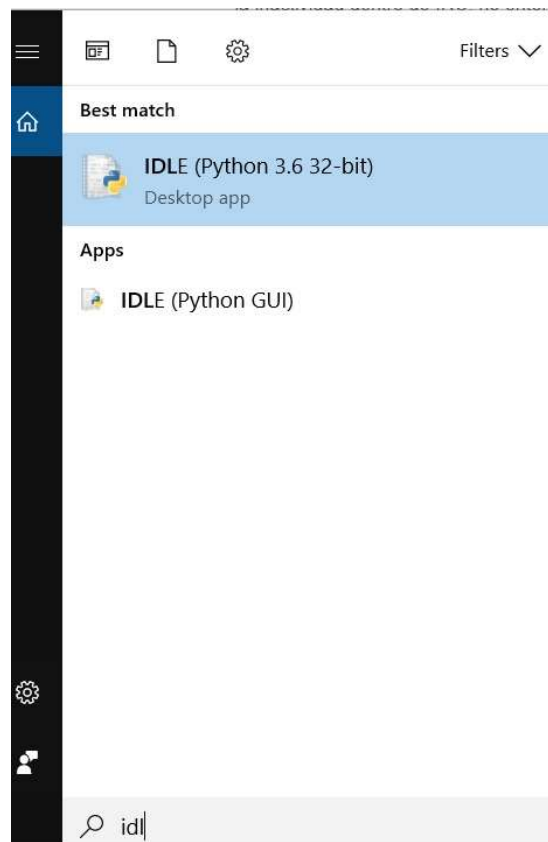 Filters
Best match
IDLE (Python 3.6 32-bit)
Desktop app
Apps
IDLE (Python GUI)
idl